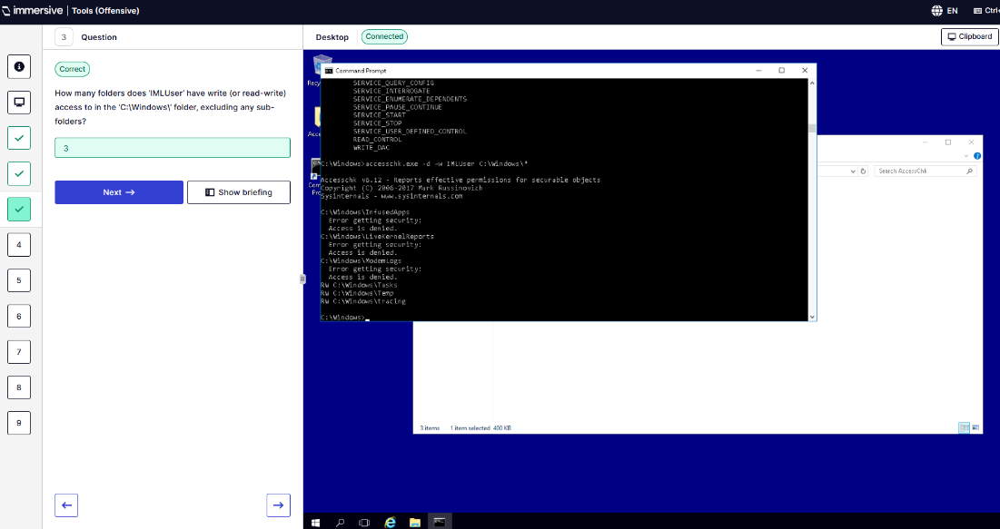 immersive | Tools (Offensive)
EN
Ctrl+
3
Question
Desktop
Connected
Clipboard
Correct
How many folders does 'IMLUser' have write (or read-write)
access to in the 'C:\Windows\' folder, excluding any sub-
folders?
3
Next →
Show briefing
4
5
6
7
8
9
Command Prompt
SERVICE_QUERY_CONFIG
SERVICE_INTERROGATE
SERVICE_ENUMERATE_DEPENDENTS
SERVICE_PAUSE_CONTINUE
SERVICE_START
SERVICE_STOP
SERVICE_USER_DEFINED_CONTROL
READ_CONTROL
WRITE_DAC
C:\Windows>accesschk.exe -d -w IMLUser C:\Windows\*
Accesschk v6.12 - Reports effective permissions for securable objects
Copyright (C) 2006-2017 Mark Russinovich
Sysinternals - www.sysinternals.com
C:\Windows\InfusedApps
Error getting security:
Access is denied.
C:\Windows\LiveKernelReports
Error getting security:
Access is denied.
C:\Windows\ModemLogs
Error getting security:
Access is denied.
RW C:\Windows\Tasks
RW C:\Windows\Temp
RW C:\Windows\tracing
C:\Windows>
Search AccessChk
3 items
1 item selected 400 KB